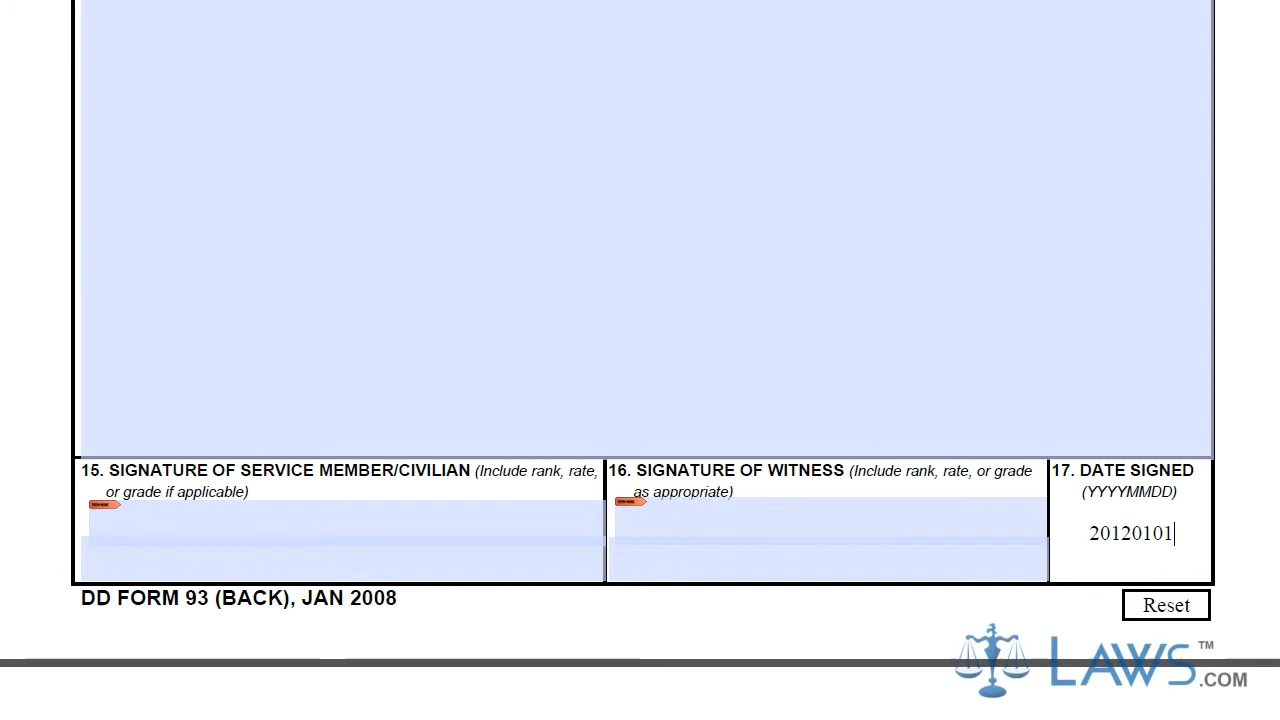 15. SIGNATURE OF SERVICE MEMBER/CIVILIAN (Include rank, rate,
or grade if applicable)
16. SIGNATURE OF WITNESS (Include rank, rate, or grade
as appropriate)
17. DATE SIGNED
(YYYYMMDD)
20120101
DD FORM 93 (BACK), JAN 2008
Reset
LAWS™
.COM